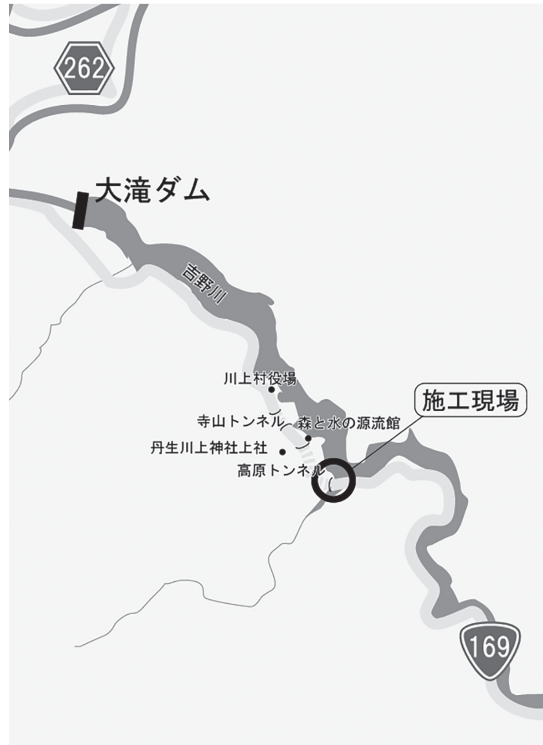 262
大滝ダム
吉野川
川上村役場
寺山トンネル
森と水の源流館
丹生川上神社上社
高原トンネル
施工現場
169